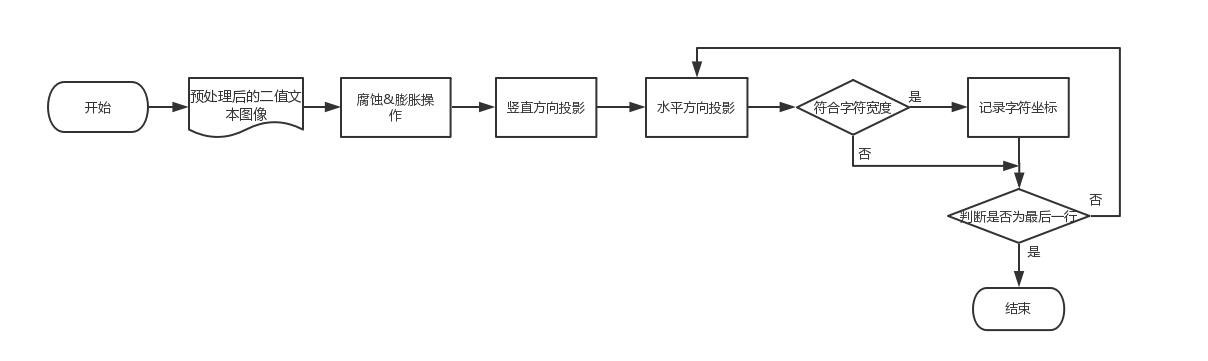 开始
预处理后的二值文
本图像
腐蚀&膨胀操
作
竖直方向投影
水平方向投影
符合字符宽度
是
记录字符坐标
否
判断是否为最后一行
否
是
结束